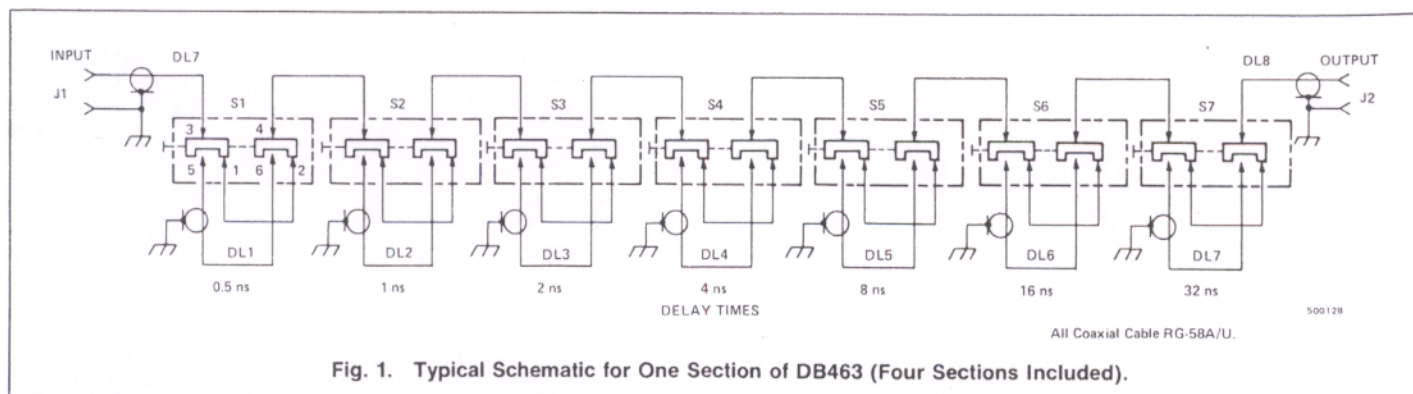 INPUT DL7 DL8 OUTPUT
J1 S1 S2 S3 S4 S5 S6 S7 J2
3 4
5 1 6 2
DL1 DL2 DL3 DL4 DL5 DL6 DL7
0.5 ns 1 ns 2 ns 4 ns 8 ns 16 ns 32 ns
DELAY TIMES
500128
All Coaxial Cable RG-58A/U.
Fig. 1. Typical Schematic for One Section of DB463 (Four Sections Included).